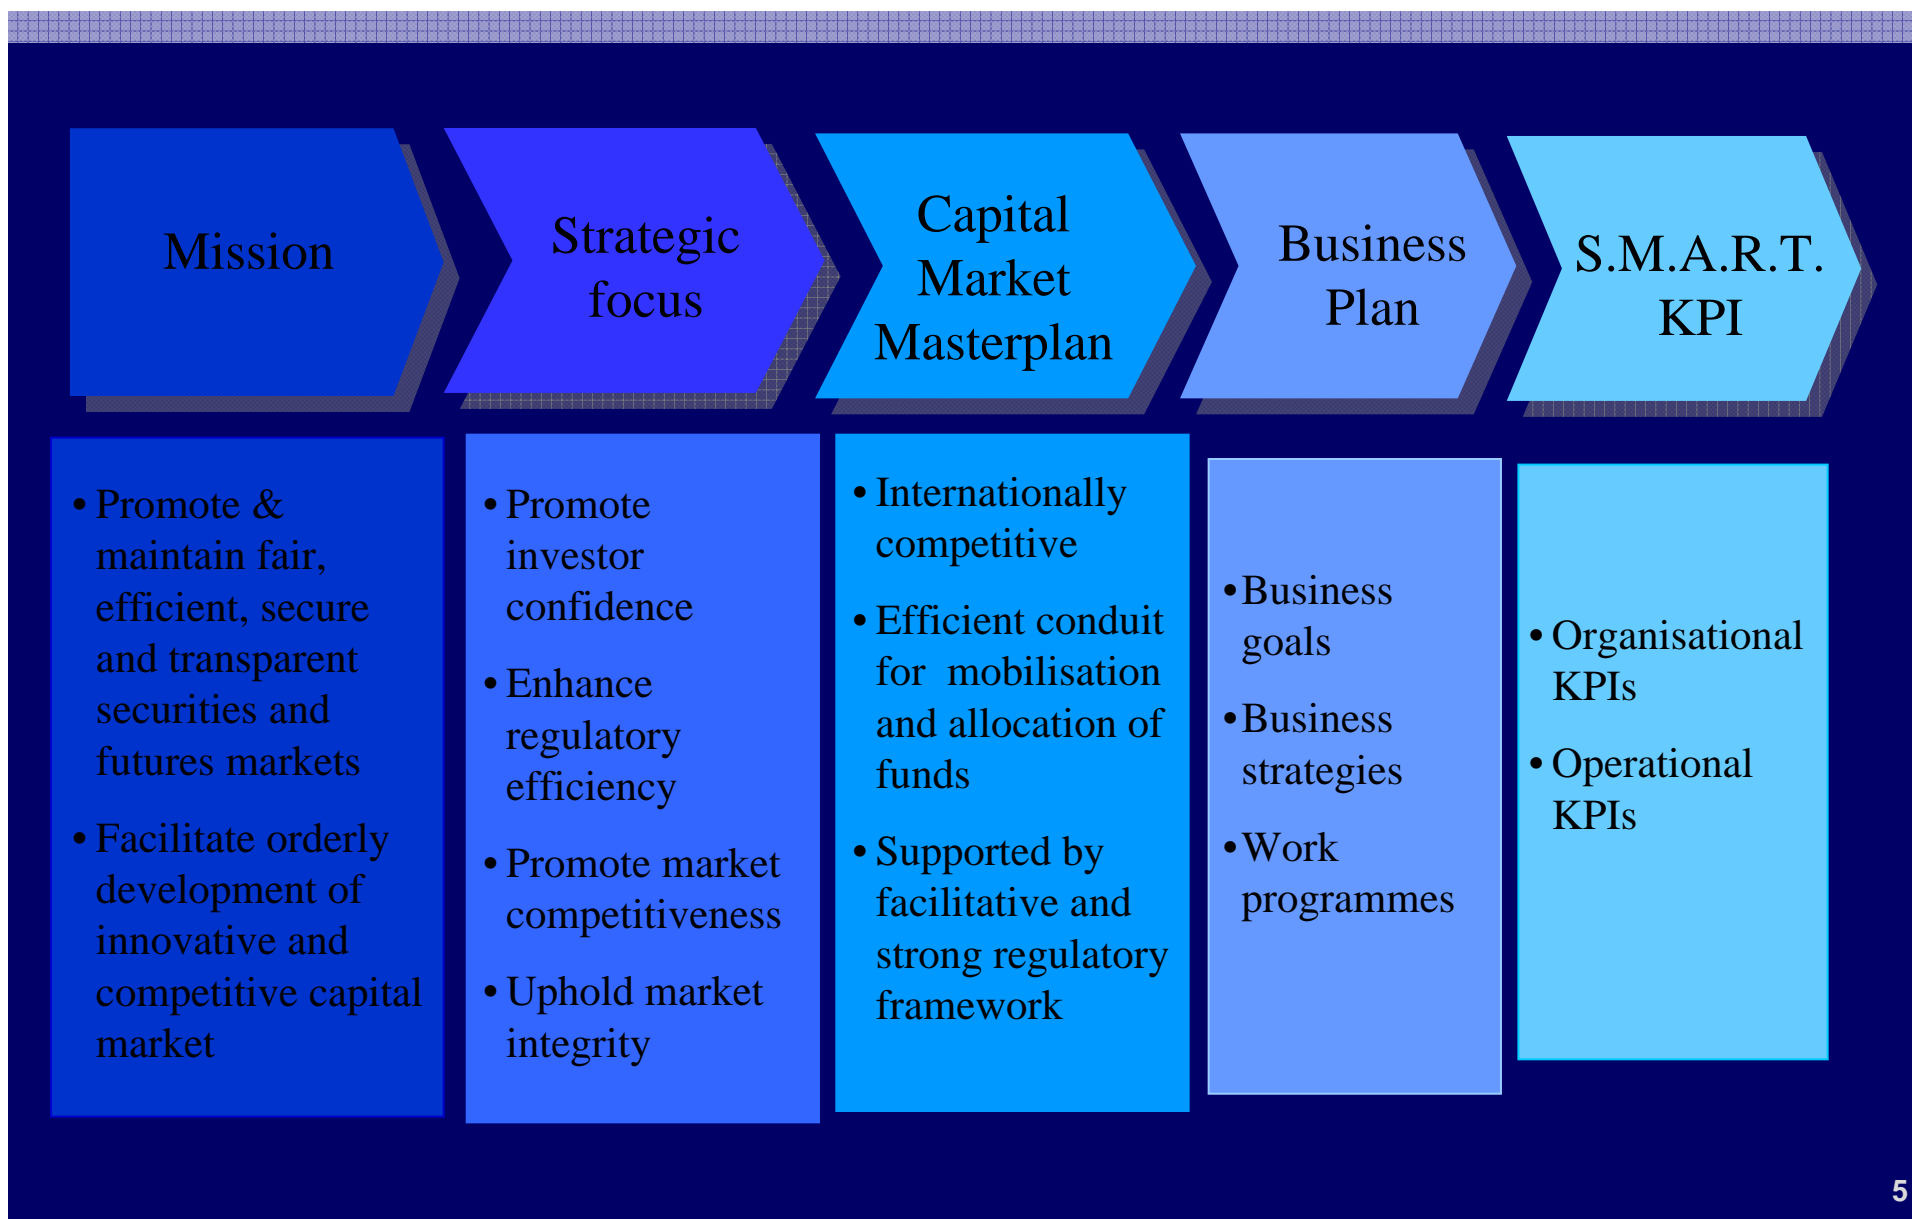 Mission
Strategic
focus
Capital
Market
Masterplan
Business
Plan
S.M.A.R.T.
KPI
• Promote &
maintain fair,
efficient, secure
and transparent
securities and
futures markets
• Facilitate orderly
development of
innovative and
competitive capital
market
• Promote
investor
confidence
• Enhance
regulatory
efficiency
• Promote market
competitiveness
• Uphold market
integrity
• Internationally
competitive
• Efficient conduit
for  mobilisation
and allocation of
funds
• Supported by
facilitative and
strong regulatory
framework
•Business
goals
•Business
strategies
•Work
programmes
• Organisational
KPIs
• Operational
KPIs
5